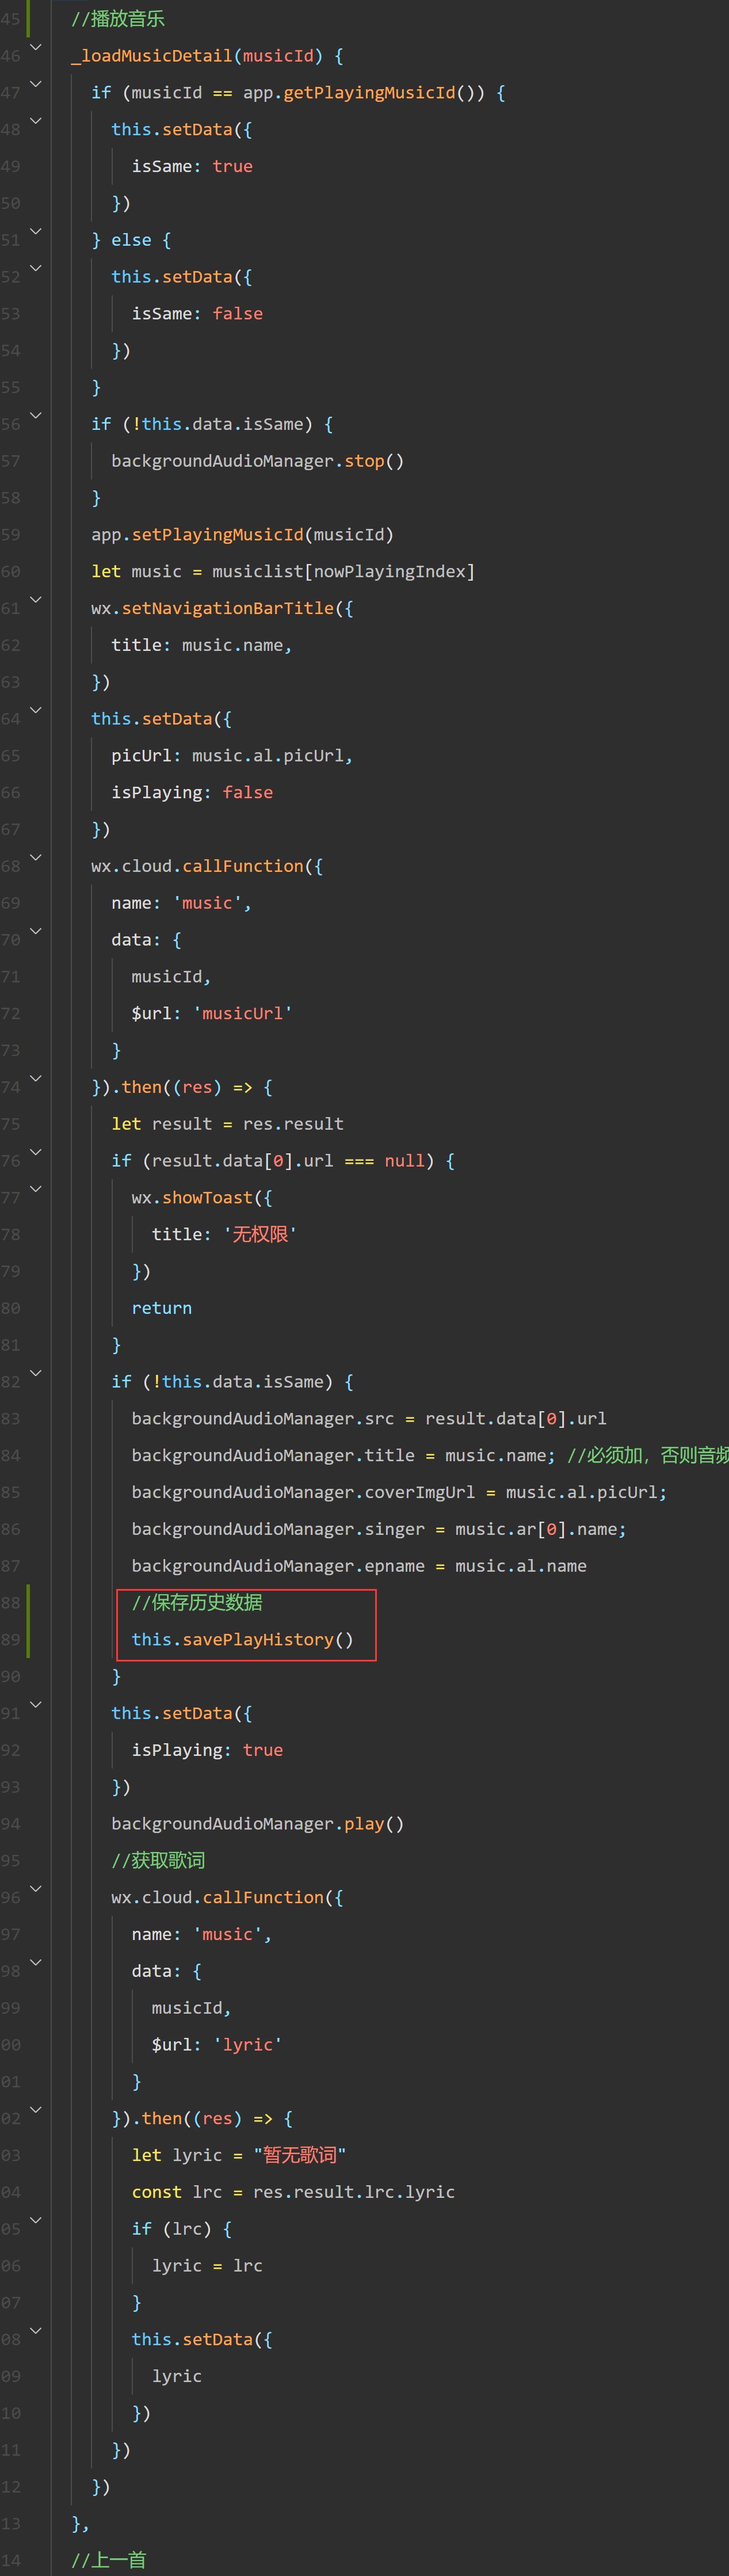 45 //播放音乐
46 _loadMusicDetail(musicId) {
47 if (musicId == app.getPlayingMusicId()) {
48 this.setData({
49 isSame: true
50 })
51 } else {
52 this.setData({
53 isSame: false
54 })
55 }
56 if (!this.data.isSame) {
57 backgroundAudioManager.stop()
58 }
59 app.setPlayingMusicId(musicId)
60 let music = musiclist[nowPlayingIndex]
61 wx.setNavigationBarTitle({
62 title: music.name,
63 })
64 this.setData({
65 picUrl: music.al.picUrl,
66 isPlaying: false
67 })
68 wx.cloud.callFunction({
69 name: 'music',
70 data: {
71 musicId,
72 $url: 'musicUrl'
73 }
74 }).then((res) => {
75 let result = res.result
76 if (result.data[0].url === null) {
77 wx.showToast({
78 title: '无权限'
79 })
80 return
81 }
82 if (!this.data.isSame) {
83 backgroundAudioManager.src = result.data[0].url
84 backgroundAudioManager.title = music.name; //必须加，否则音频
85 backgroundAudioManager.coverImgUrl = music.al.picUrl;
86 backgroundAudioManager.singer = music.ar[0].name;
87 backgroundAudioManager.epname = music.al.name
88 //保存历史数据
89 this.savePlayHistory()
90 }
91 this.setData({
92 isPlaying: true
93 })
94 backgroundAudioManager.play()
95 //获取歌词
96 wx.cloud.callFunction({
97 name: 'music',
98 data: {
99 musicId,
00 $url: 'lyric'
01 }
02 }).then((res) => {
03 let lyric = "暂无歌词"
04 const lrc = res.result.lrc.lyric
05 if (lrc) {
06 lyric = lrc
07 }
08 this.setData({
09 lyric
10 })
11 })
12 })
13 },
14 //上一首